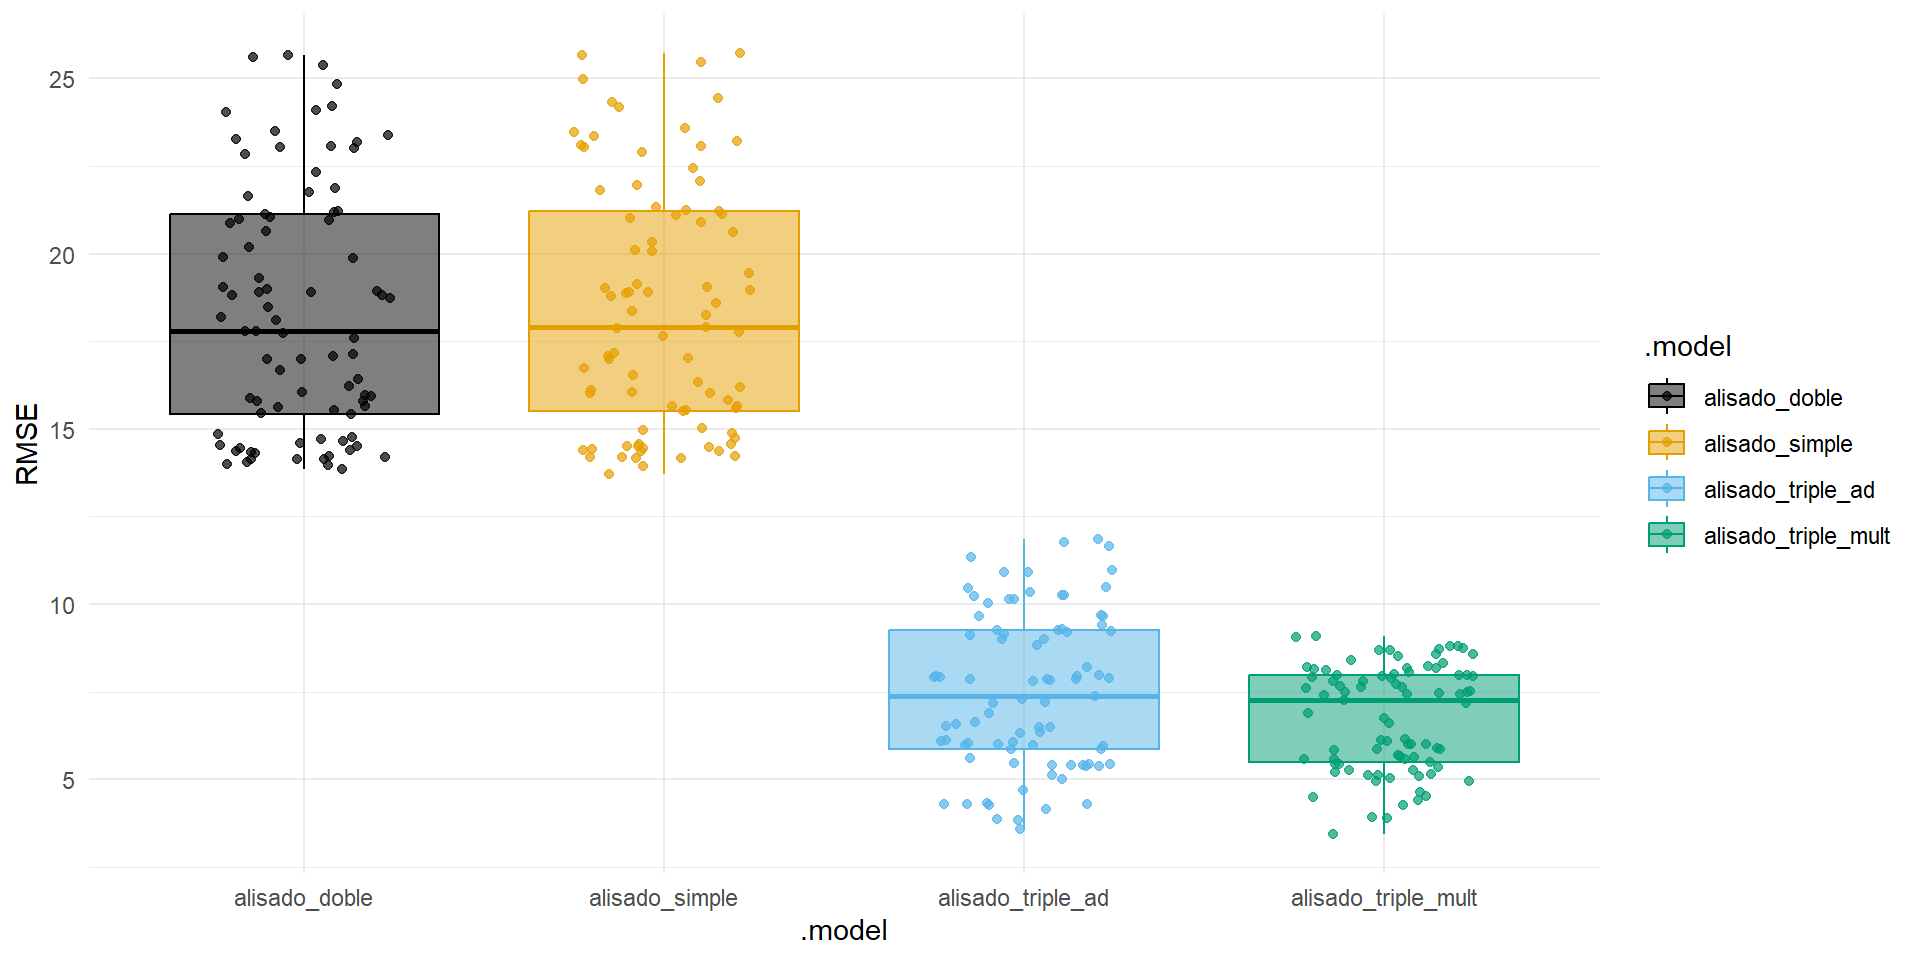 RMSE
25
20
15
10
5
alisado_doble
alisado_simple
alisado_triple_ad
alisado_triple_mult
.model
.model
alisado_doble
alisado_simple
alisado_triple_ad
alisado_triple_mult